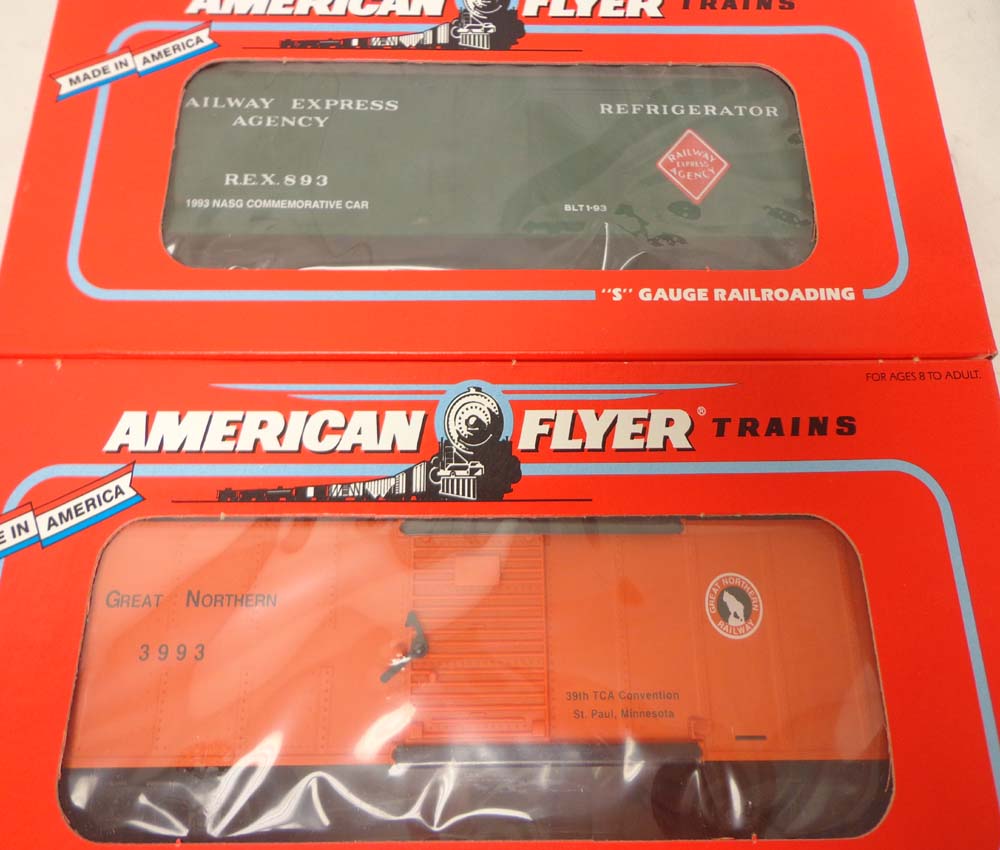 AMERICAN FLYER TRAINS
MADE IN AMERICA
AILWAY EXPRESS
AGENCY
REFRIGERATOR
RAILWAY
EXPRESS
AGENCY
R.E.X. 893
1993 NASG COMMEMORATIVE CAR
BLT 1-93
"S" GAUGE RAILROADING
FOR AGES 8 TO ADULT.
AMERICAN FLYER® TRAINS
E IN AMERICA
GREAT NORTHERN
3993
GREAT NORTHERN
RAILWAY
39th TCA Convention
St. Paul, Minnesota